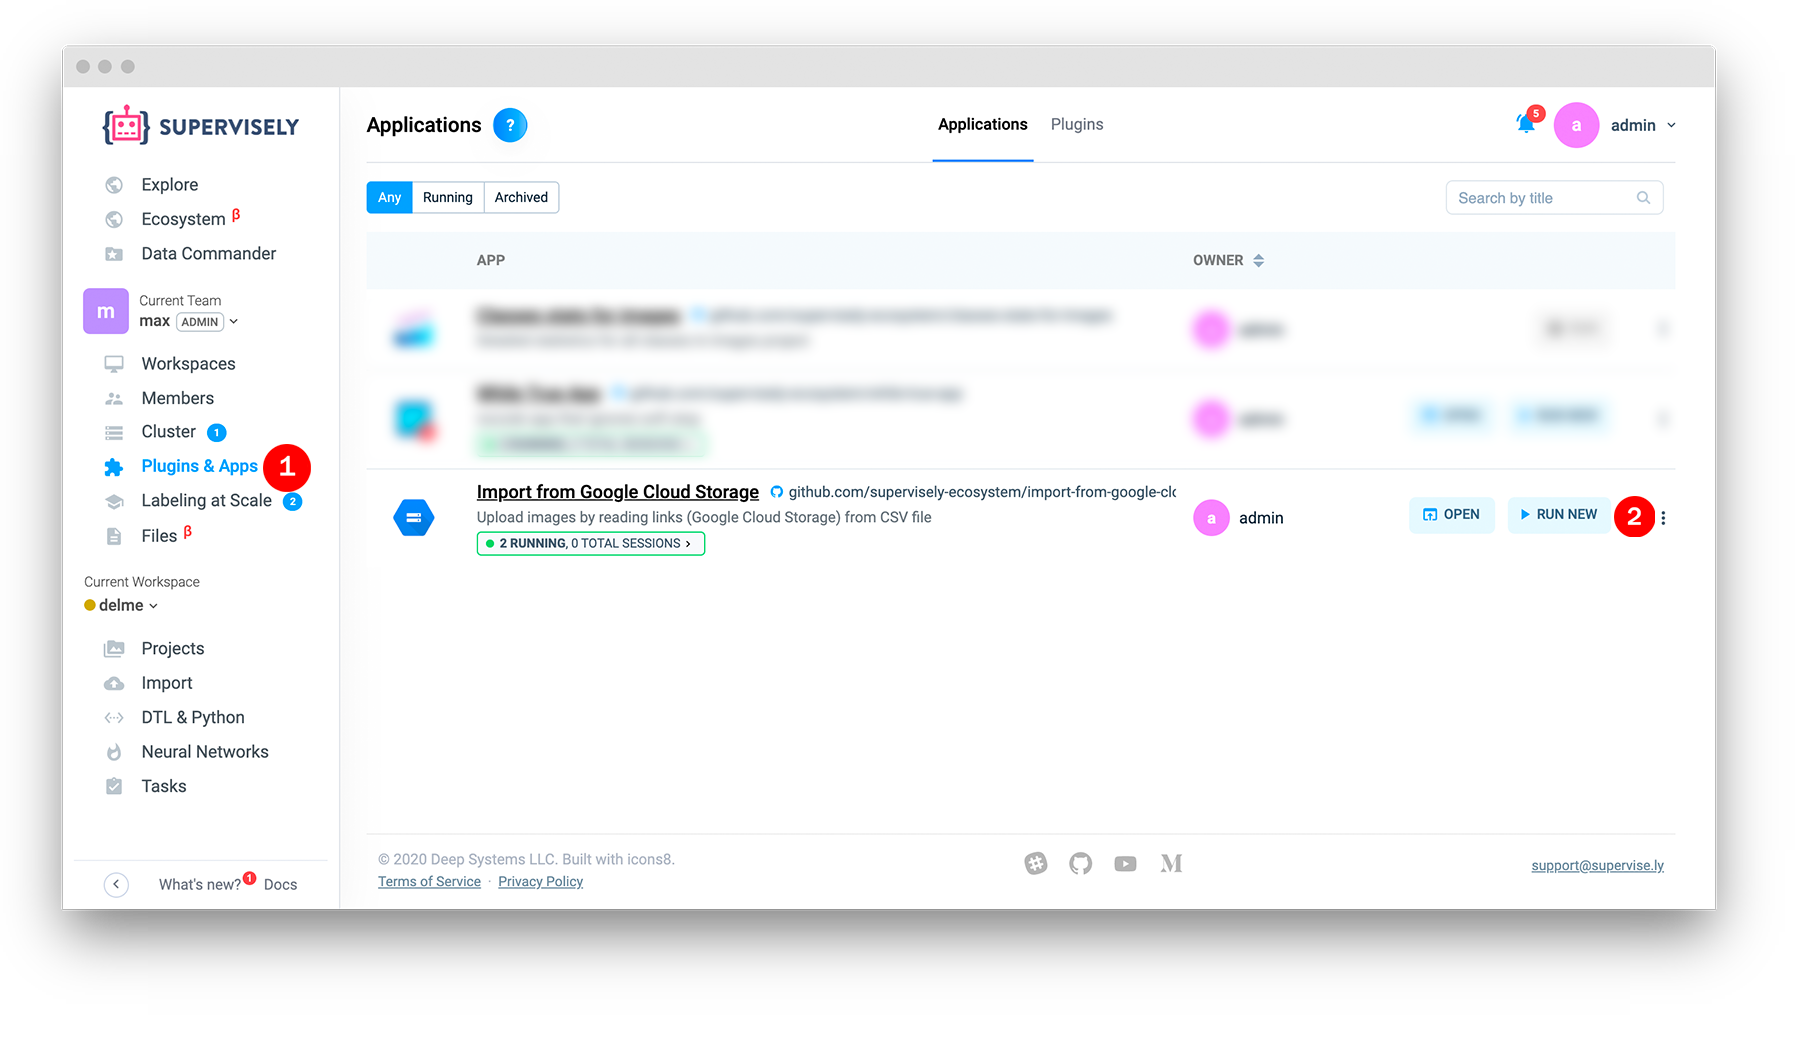 SUPERVISELY
Explore
Ecosystem β
Data Commander
m
Current Team
max ADMIN
Workspaces
Members
Cluster 1
Plugins & Apps 1
Labeling at Scale 2
Files β
Current Workspace
delme
Projects
Import
DTL & Python
Neural Networks
Tasks
What's new? 1 Docs
Applications ?
Applications Plugins
5 a admin
Any Running Archived
Search by title
APP OWNER
Import from Google Cloud Storage github.com/supervisely-ecosystem/import-from-google-clo
Upload images by reading links (Google Cloud Storage) from CSV file
2 RUNNING, 0 TOTAL SESSIONS
a admin
OPEN RUN NEW 2
© 2020 Deep Systems LLC. Built with icons8.
Terms of Service · Privacy Policy
support@supervise.ly